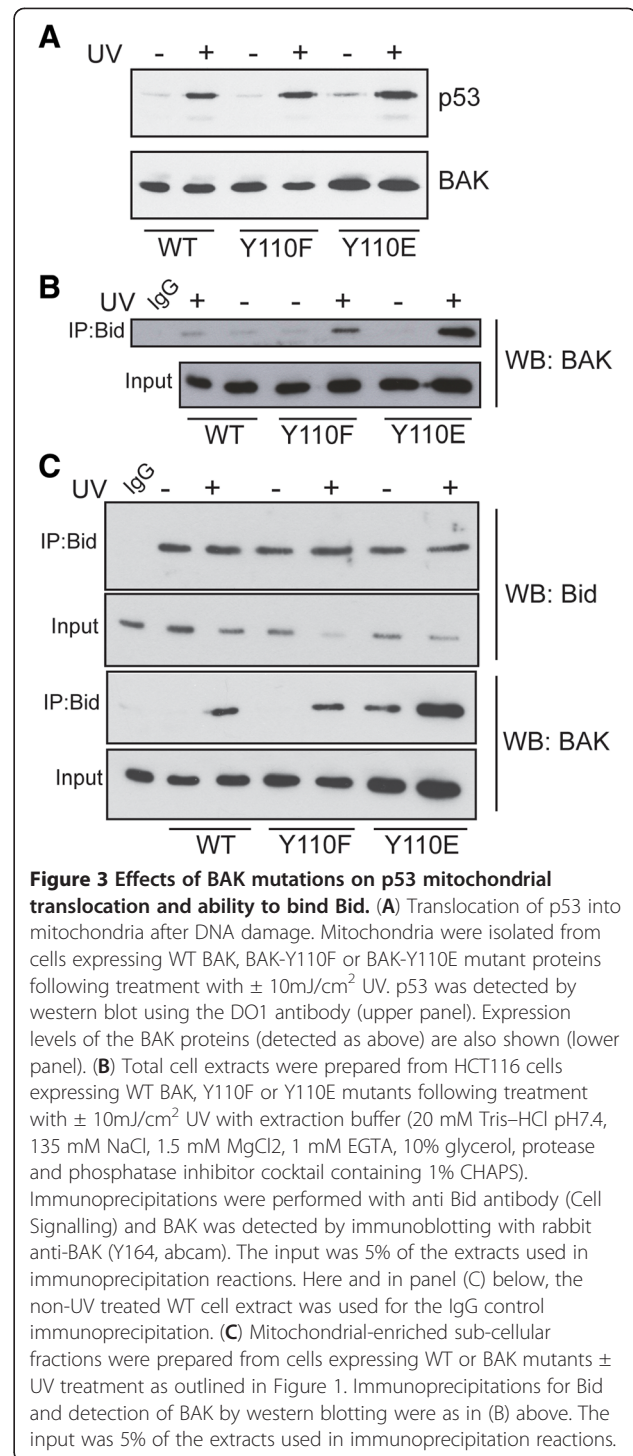 A
UV - + - + - +
p53
BAK
WT Y110F Y110E
B
UV IgG + - - + - +
IP:Bid
WB: BAK
Input
WT Y110F Y110E
C
UV IgG - + - + - +
IP:Bid
WB: Bid
Input
IP:Bid
WB: BAK
Input
WT Y110F Y110E
Figure 3 Effects of BAK mutations on p53 mitochondrial
translocation and ability to bind Bid. (A) Translocation of p53 into
mitochondria after DNA damage. Mitochondria were isolated from
cells expressing WT BAK, BAK-Y110F or BAK-Y110E mutant proteins
following treatment with ± 10mJ/cm² UV. p53 was detected by
western blot using the DO1 antibody (upper panel). Expression
levels of the BAK proteins (detected as above) are also shown (lower
panel). (B) Total cell extracts were prepared from HCT116 cells
expressing WT BAK, Y110F or Y110E mutants following treatment
with ± 10mJ/cm² UV with extraction buffer (20 mM Tris–HCl pH7.4,
135 mM NaCl, 1.5 mM MgCl2, 1 mM EGTA, 10% glycerol, protease
and phosphatase inhibitor cocktail containing 1% CHAPS).
Immunoprecipitations were performed with anti Bid antibody (Cell
Signalling) and BAK was detected by immunoblotting with rabbit
anti-BAK (Y164, abcam). The input was 5% of the extracts used in
immunoprecipitation reactions. Here and in panel (C) below, the
non-UV treated WT cell extract was used for the IgG control
immunoprecipitation. (C) Mitochondrial-enriched sub-cellular
fractions were prepared from cells expressing WT or BAK mutants ±
UV treatment as outlined in Figure 1. Immunoprecipitations for Bid
and detection of BAK by western blotting were as in (B) above. The
input was 5% of the extracts used in immunoprecipitation reactions.